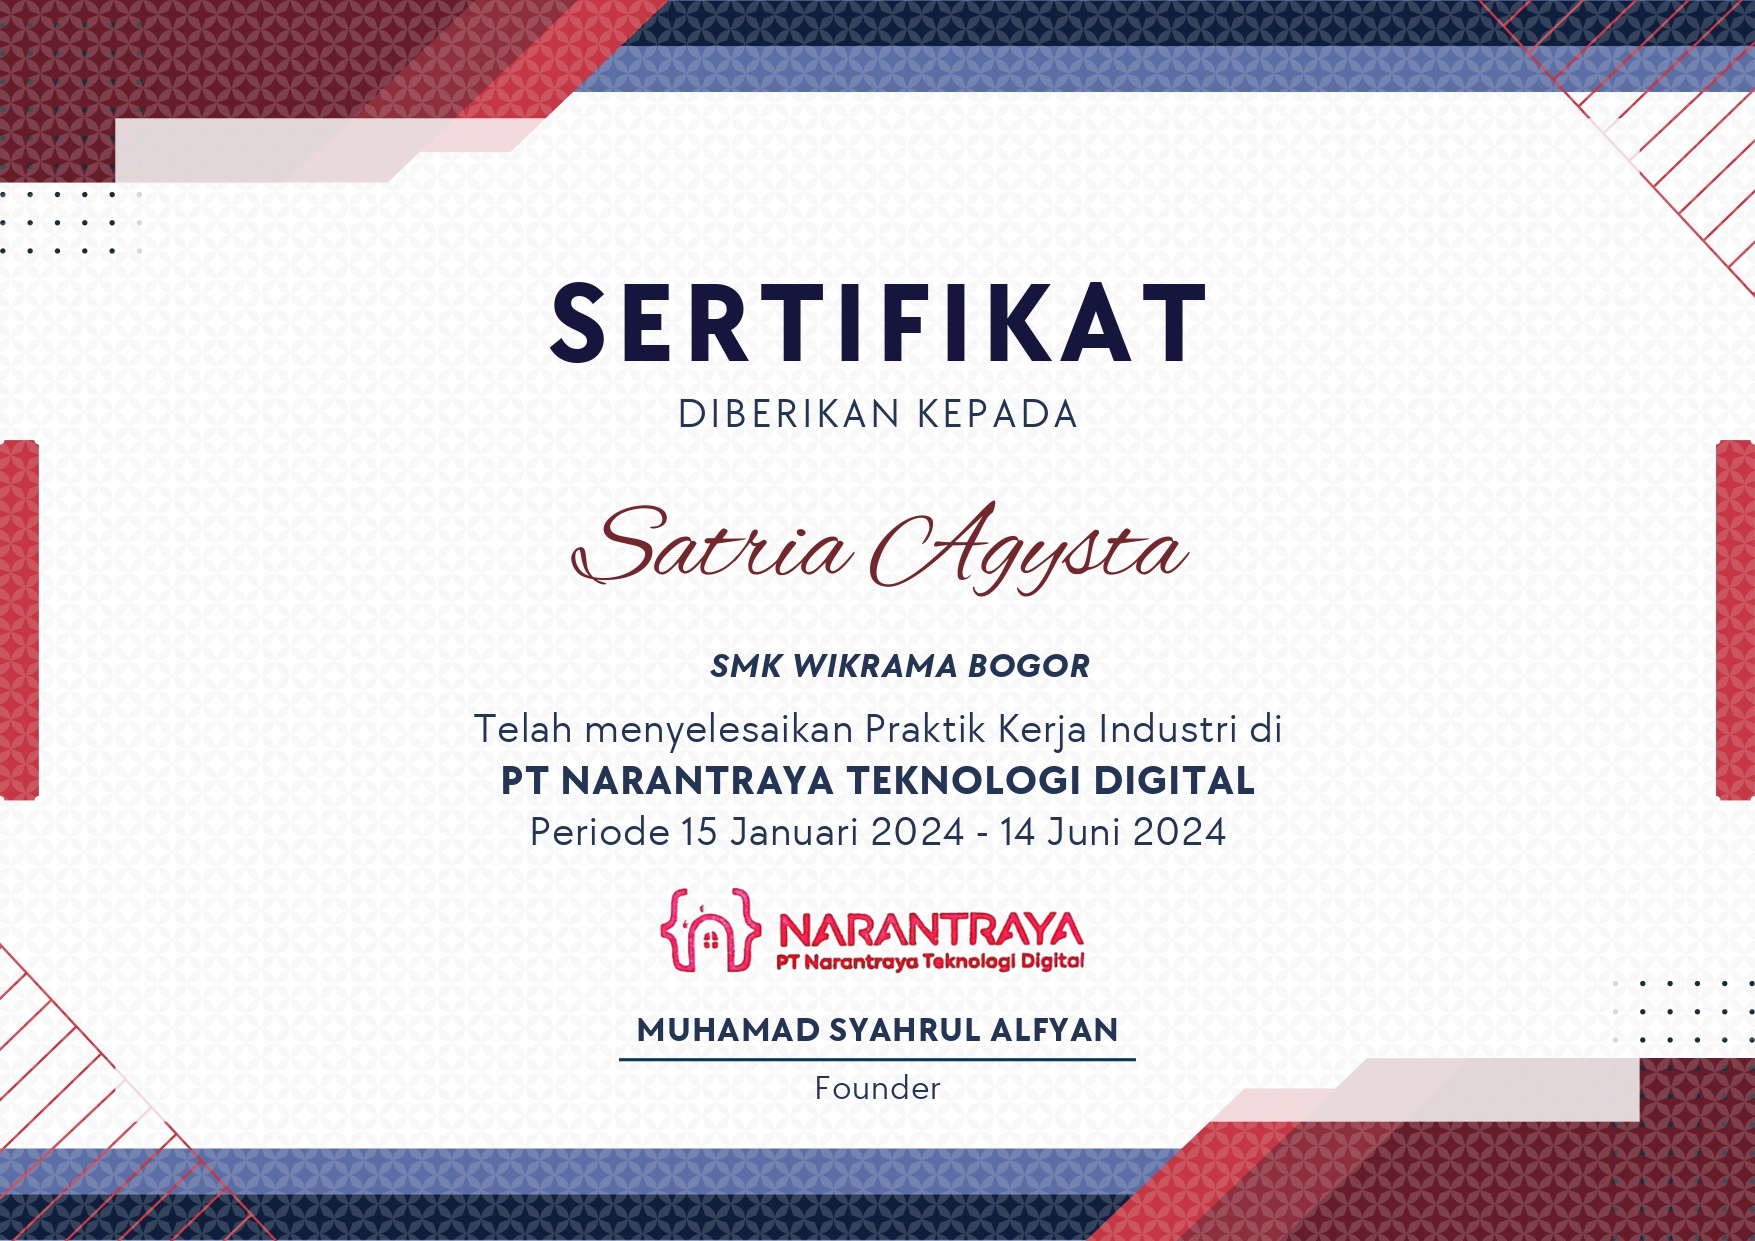 SERTIFIKAT
DIBERIKAN KEPADA
Satria Agysta
SMK WIKRAMA BOGOR
Telah menyelesaikan Praktik Kerja Industri di
PT NARANTRAYA TEKNOLOGI DIGITAL
Periode 15 Januari 2024 - 14 Juni 2024
NARANTRAYA
PT Narantraya Teknologi Digital
MUHAMAD SYAHRUL ALFYAN
Founder